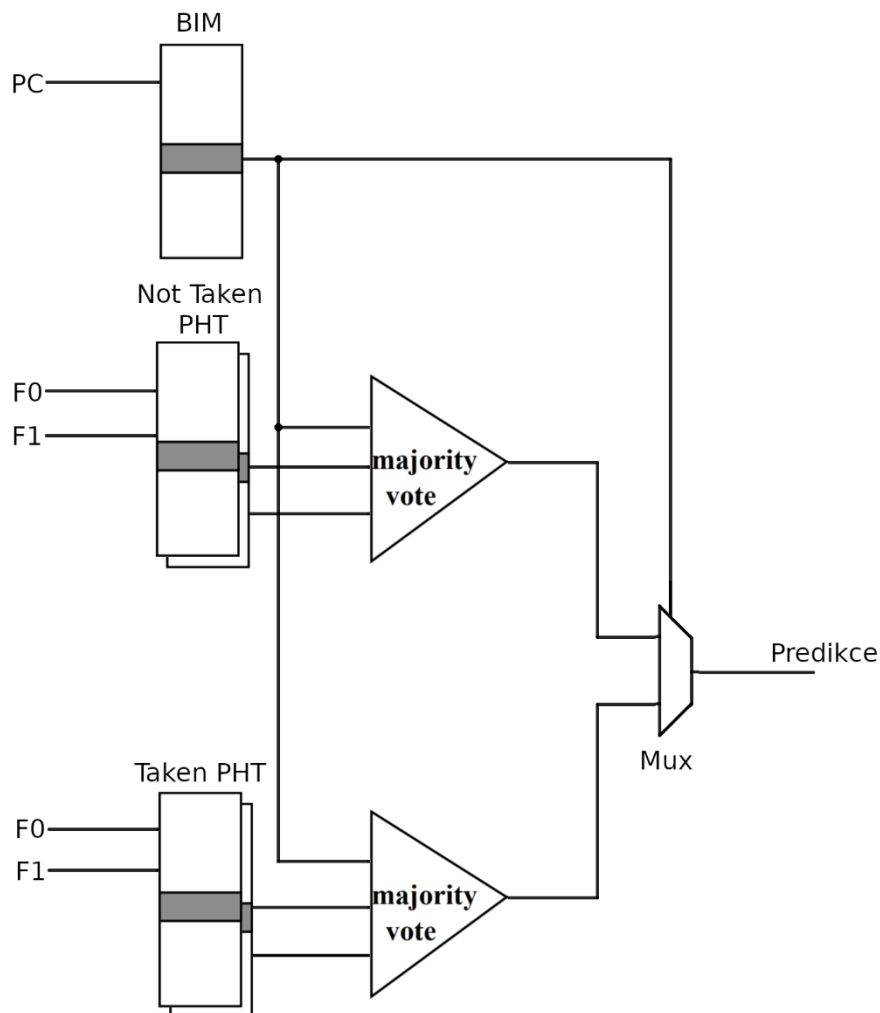 BIM
PC
Not Taken
PHT
F0
F1
majority
vote
Predikce
Mux
Taken PHT
F0
F1
majority
vote